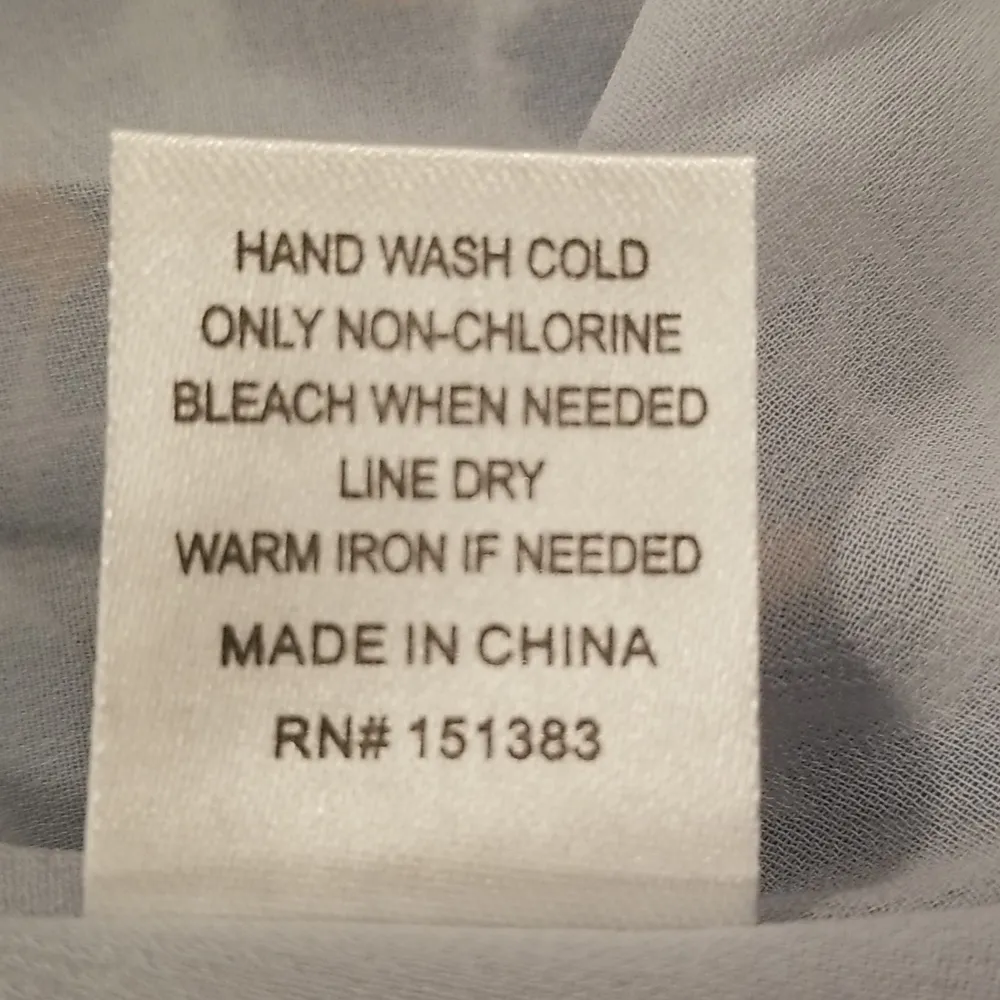 HAND WASH COLD
ONLY NON-CHLORINE
BLEACH WHEN NEEDED
LINE DRY
WARM IRON IF NEEDED
MADE IN CHINA
RN# 151383